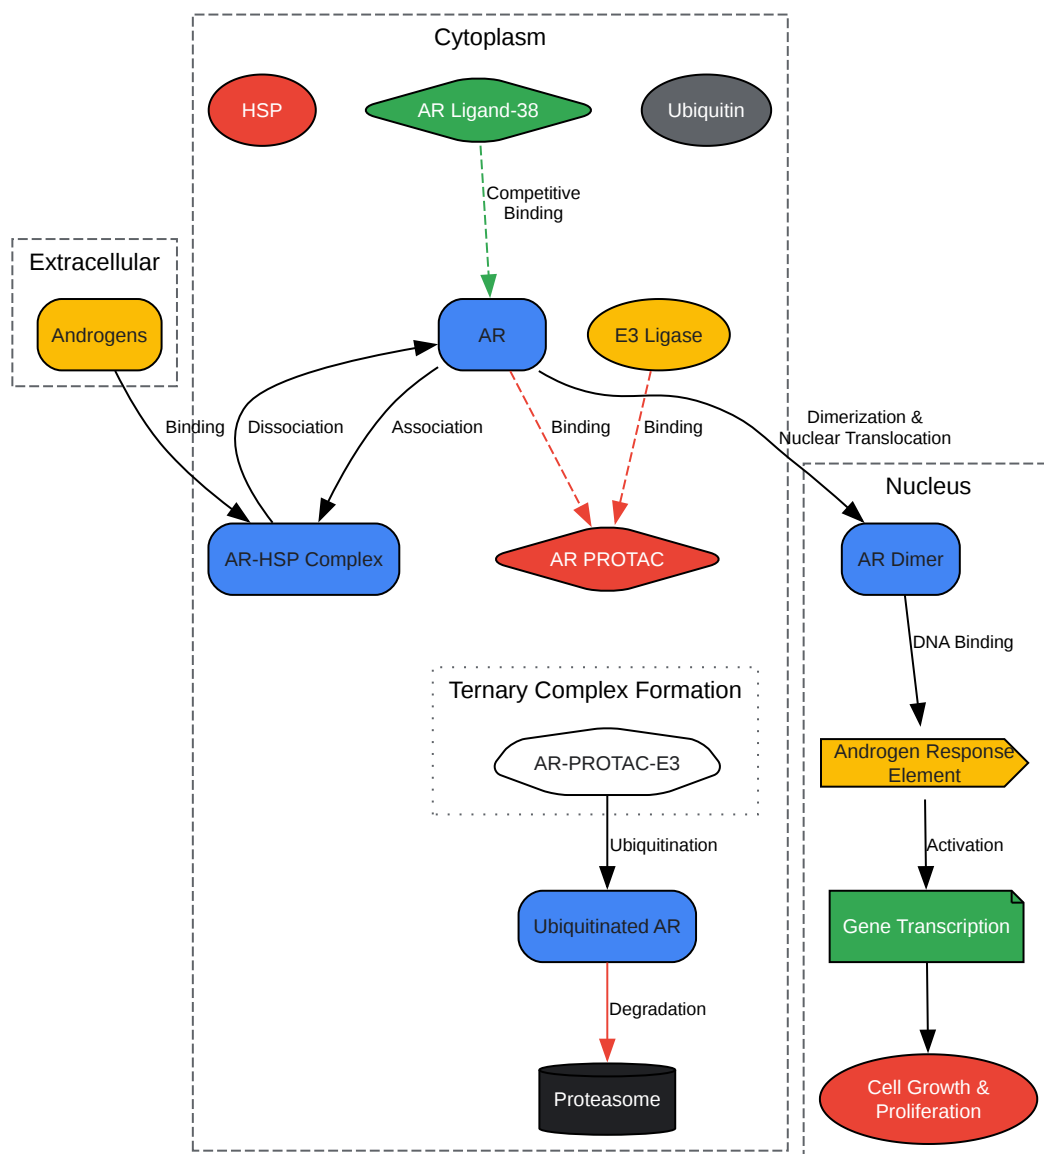 Cytoplasm
HSP
AR Ligand-38
Ubiquitin
Competitive
Binding
Extracellular
Androgens
AR
E3 Ligase
Binding
Dissociation
Association
Binding
Binding
Dimerization &
Nuclear Translocation
Nucleus
AR-HSP Complex
AR PROTAC
AR Dimer
DNA Binding
Ternary Complex Formation
AR-PROTAC-E3
Androgen Response
Element
Ubiquitination
Activation
Ubiquitinated AR
Gene Transcription
Degradation
Proteasome
Cell Growth &
Proliferation